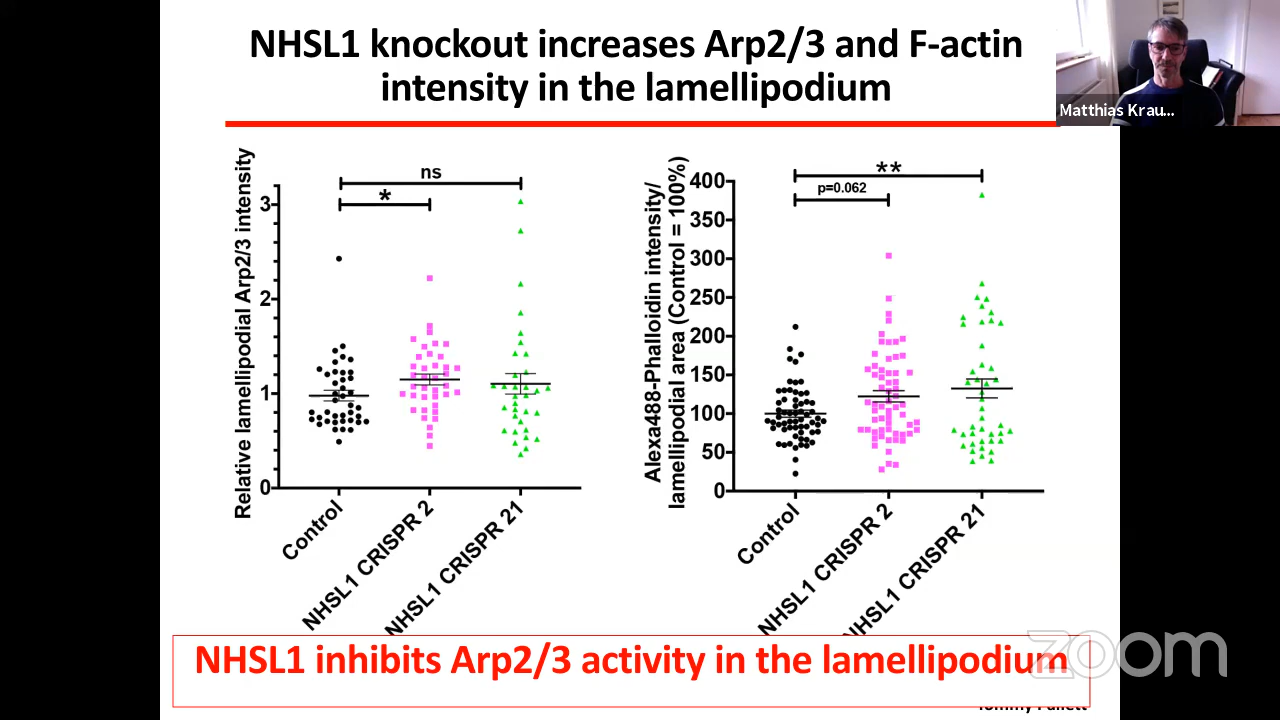 NHSL1 knockout increases Arp2/3 and F-actin
intensity in the lamellipodium
Matthias Krau...
Relative lamellipodial Arp2/3 intensity
ns
*
3
2
1
0
Control
NHSL1 CRISPR 2
NHSL1 CRISPR 21
Alexa488-Phalloidin intensity/
lamellipodial area (Control = 100%)
**
p=0.062
400
350
300
250
200
150
100
50
0
Control
NHSL1 CRISPR 2
NHSL1 CRISPR 21
NHSL1 inhibits Arp2/3 activity in the lamellipodium
zoom
Tommy